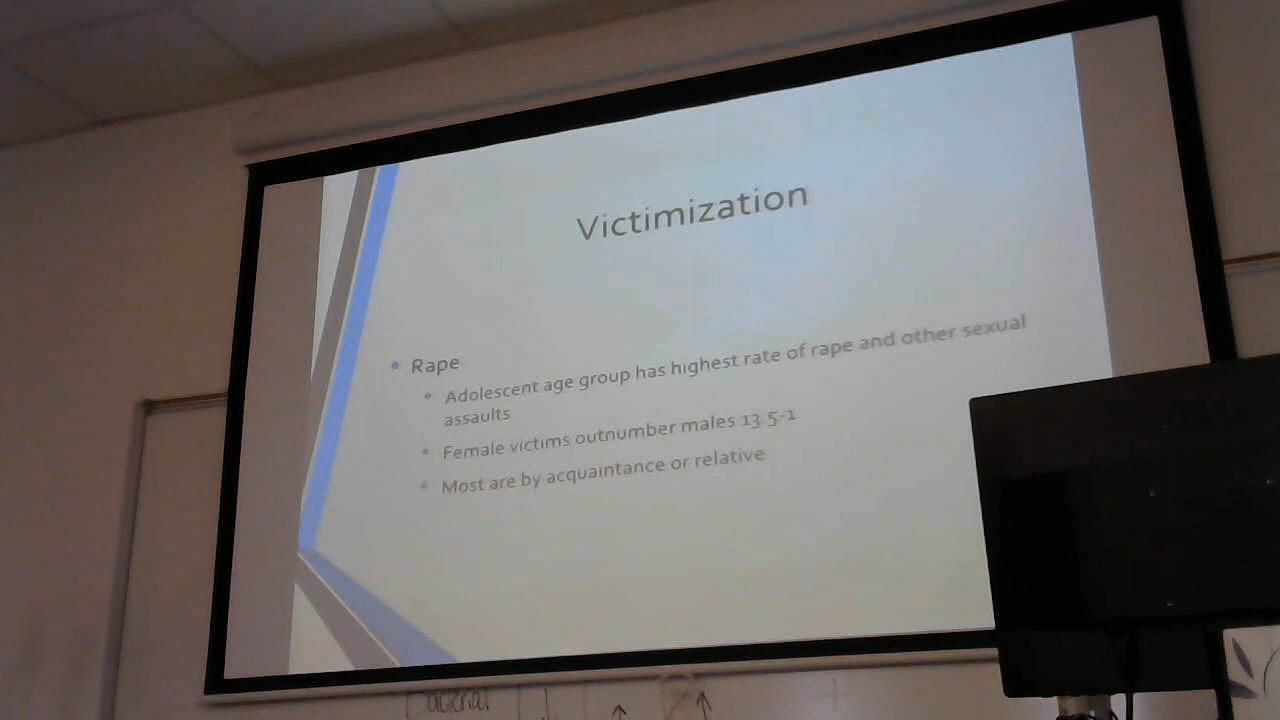 Victimization
• Rape
• Adolescent age group has highest rate of rape and other sexual
assaults
• Female victims outnumber males 13.5-1
• Most are by acquaintance or relative